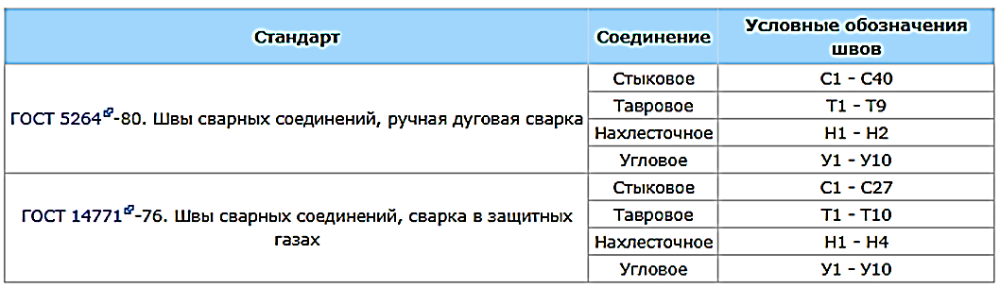 Стандарт
Соединение
Условные обозначения
швов
ГОСТ 5264-80. Швы сварных соединений, ручная дуговая сварка
Стыковое
С1 - С40
Тавровое
Т1 - Т9
Нахлесточное
Н1 - Н2
Угловое
У1 - У10
ГОСТ 14771-76. Швы сварных соединений, сварка в защитных
газах
Стыковое
С1 - С27
Тавровое
Т1 - Т10
Нахлесточное
Н1 - Н4
Угловое
У1 - У10